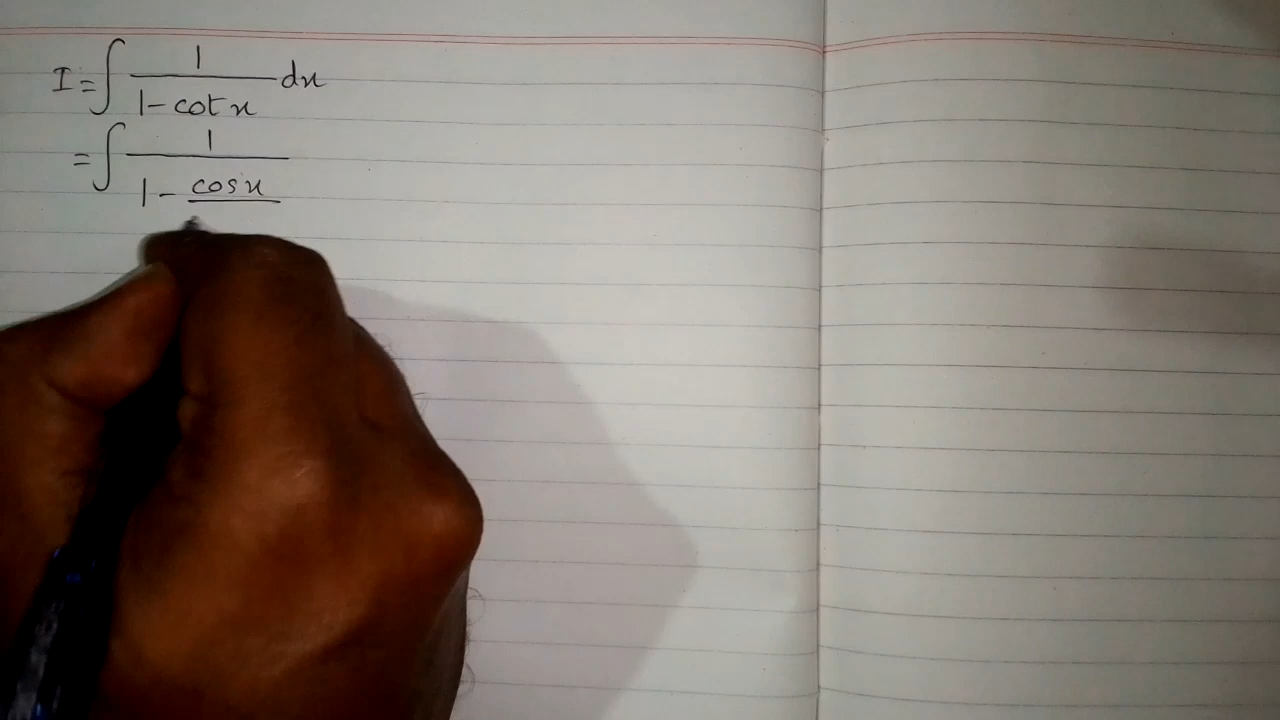 I = ∫ 1/(1 - cot x) dx
= ∫ 1/(1 - cos x/